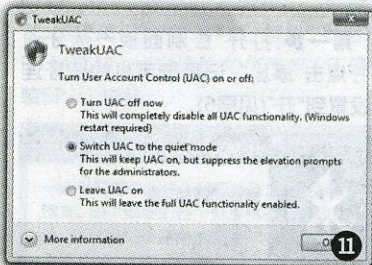 TweakUAC
TweakUAC
Turn User Account Control (UAC) on or off:
Turn UAC off now
This will completely disable all UAC functionality. (Windows
restart required)
Switch UAC to the quiet mode
This will keep UAC on, but suppress the elevation prompts
for the administrators.
Leave UAC on
This will leave the full UAC functionality enabled.
More information
11